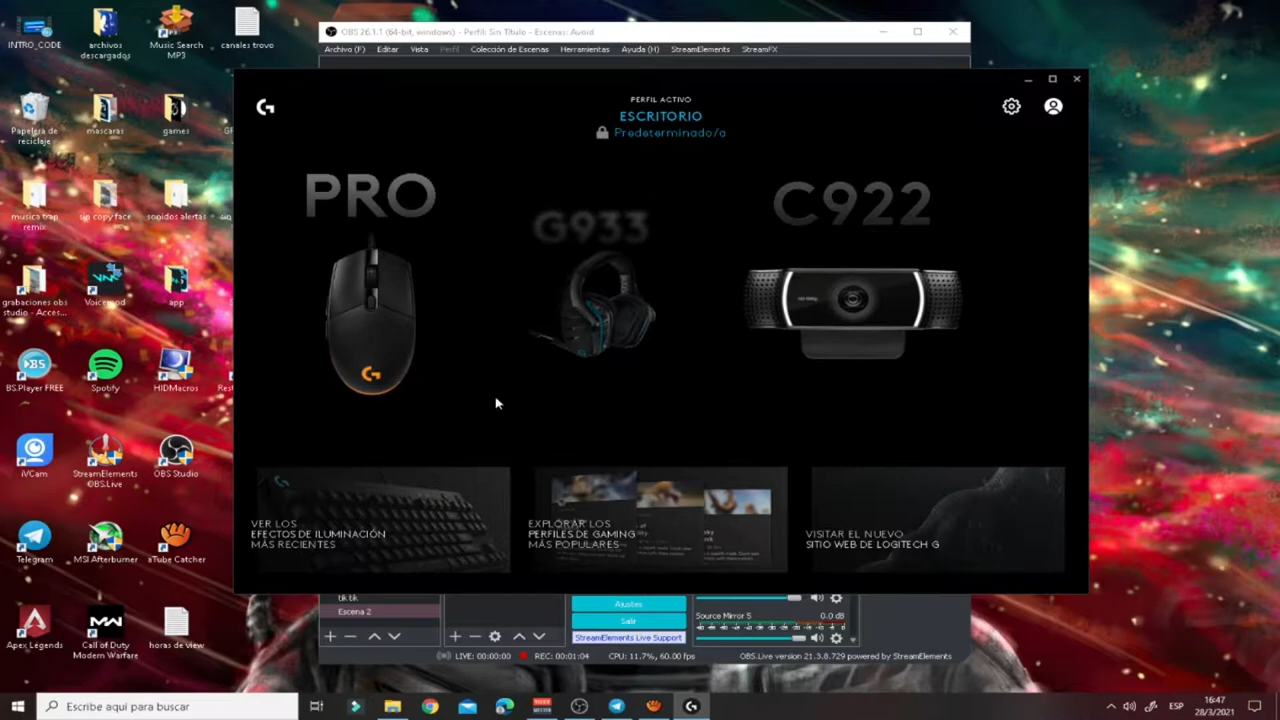 INTRO_CODE
archivos
descargados
Music Search
MP3
canales trovo
OBS 26.1.1 (64-bit, windows) - Perfil: Sin Título - Escenas: Avoid
Archivo (F) Editar Vista Perfil Colección de Escenas Herramientas Ayuda (H) StreamElements StreamFX
Papelera de
reciclaje
mascaras
games
musica trap
remix
sin copy face
sonidos alertas
grabaciones obs
studio - Acces...
Voicemod
app
BS.Player FREE
Spotify
HIDMacros
iVCam
StreamElements
OBS.Live
OBS Studio
Telegram
MSI Afterburner
aTube Catcher
Apex Legends
Call of Duty
Modern Warfare
horas de view
PERFIL ACTIVO
ESCRITORIO
Predeterminado/a
PRO
G933
C922
VER LOS
EFECTOS DE ILUMINACIÓN
MÁS RECIENTES
EXPLORAR LOS
PERFILES DE GAMING
MÁS POPULARES
VISITAR EL NUEVO
SITIO WEB DE LOGITECH G
Escena 2
Ajustes
Salir
StreamElements Live Support
Source Mirror 5 0.0 dB
LIVE: 00:00:00 REC: 00:01:04 CPU: 11.7%, 60.00 fps OBS.Live version 21.3.8.729 powered by StreamElements
Escribe aquí para buscar
ESP
16:47
28/3/2021